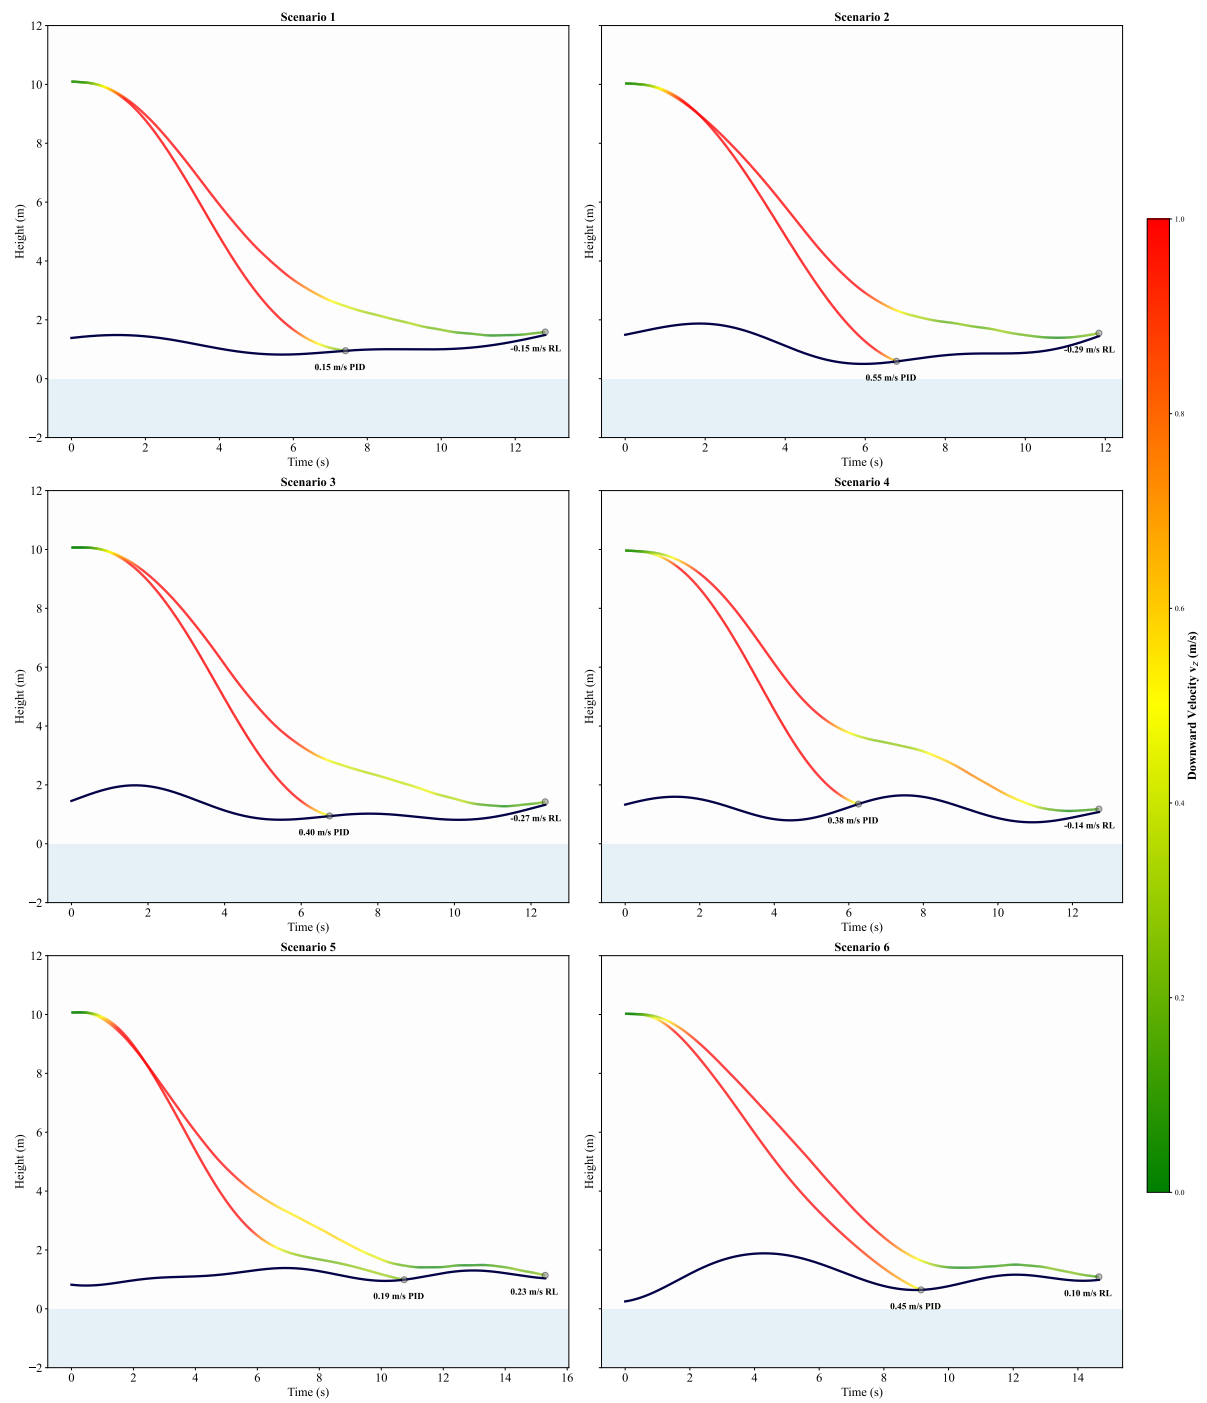 Scenario 1
12
10
8
6
4
2
0
−2
Height (m)
0 2 4 6 8 10 12
Time (s)
0.15 m/s PID
-0.15 m/s RL
Scenario 2
Height (m)
0 2 4 6 8 10 12
Time (s)
0.55 m/s PID
-0.29 m/s RL
Scenario 3
12
10
8
6
4
2
0
−2
Height (m)
0 2 4 6 8 10 12
Time (s)
0.40 m/s PID
-0.27 m/s RL
Scenario 4
Height (m)
0 2 4 6 8 10 12
Time (s)
0.38 m/s PID
-0.14 m/s RL
Scenario 5
12
10
8
6
4
2
0
−2
Height (m)
0 2 4 6 8 10 12 14 16
Time (s)
0.19 m/s PID
0.23 m/s RL
Scenario 6
Height (m)
0 2 4 6 8 10 12 14
Time (s)
0.45 m/s PID
0.10 m/s RL
1.0
0.8
0.6
0.4
0.2
0.0
Downward Velocity v_z (m/s)